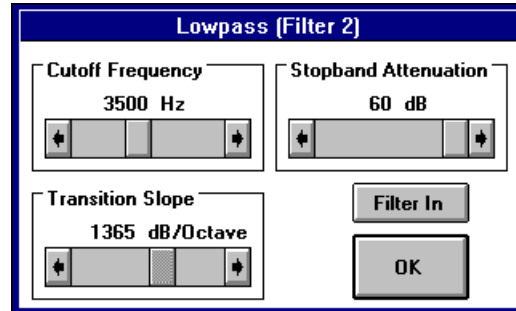 Lowpass (Filter 2)
Cutoff Frequency
3500 Hz
Stopband Attenuation
60 dB
Transition Slope
1365 dB/Octave
Filter In
OK